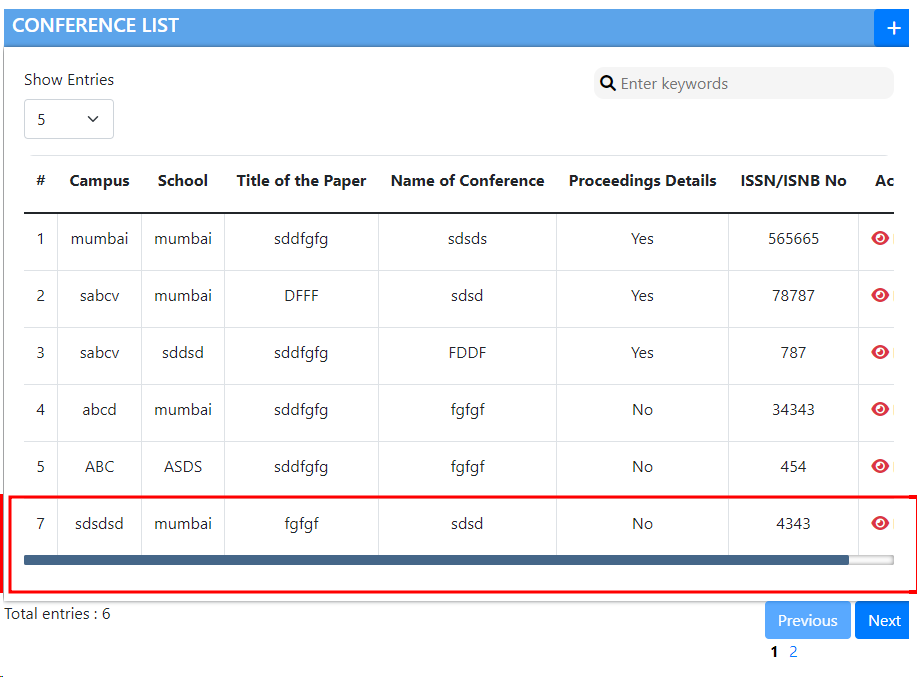 CONFERENCE LIST +
Show Entries
Enter keywords
5
# Campus School Title of the Paper Name of Conference Proceedings Details ISSN/ISNB No Ac
1 mumbai mumbai sddfgfg sdsds Yes 565665
2 sabcv mumbai DFFF sdsd Yes 78787
3 sabcv sddsd sddfgfg FDDF Yes 787
4 abcd mumbai sddfgfg fgfgf No 34343
5 ABC ASDS sddfgfg fgfgf No 454
7 sdsdsd mumbai fgfgf sdsd No 4343
Total entries : 6
Previous Next
1 2